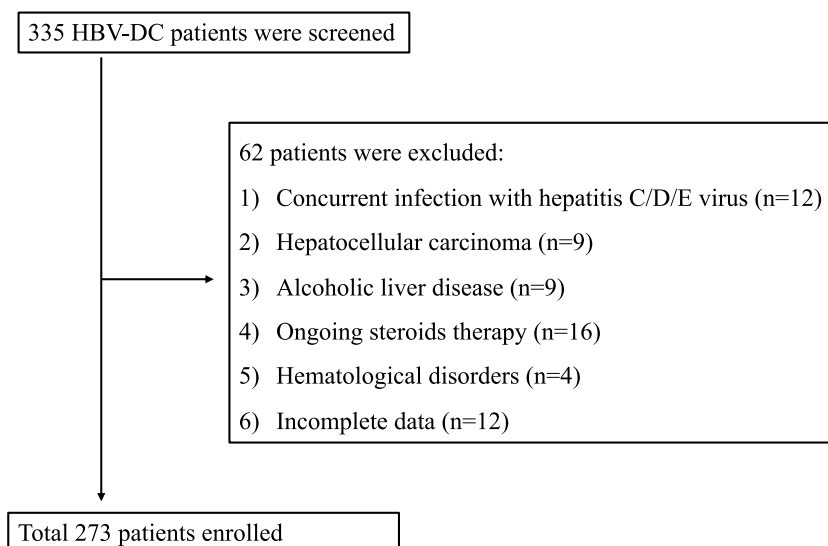 335 HBV-DC patients were screened
62 patients were excluded:
1) Concurrent infection with hepatitis C/D/E virus (n=12)
2) Hepatocellular carcinoma (n=9)
3) Alcoholic liver disease (n=9)
4) Ongoing steroids therapy (n=16)
5) Hematological disorders (n=4)
6) Incomplete data (n=12)
Total 273 patients enrolled